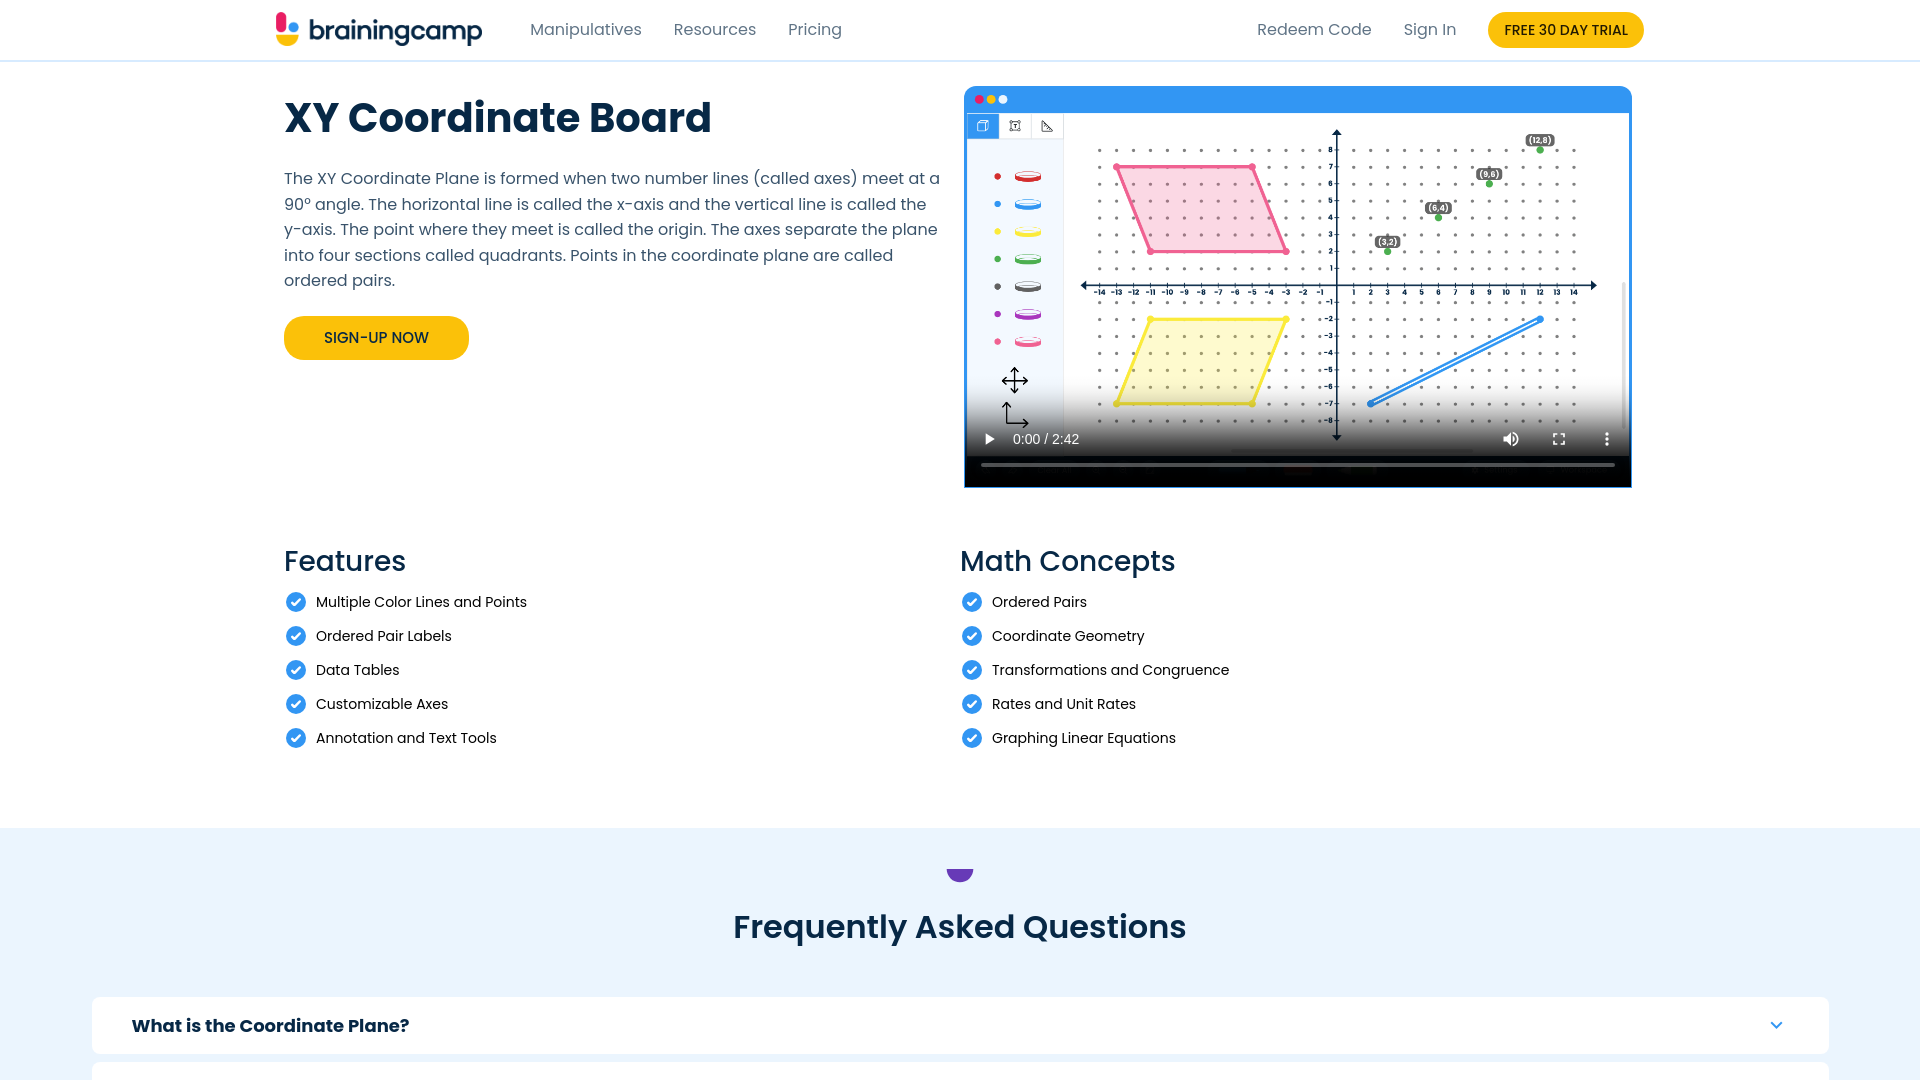 brainingcamp
Manipulatives
Resources
Pricing
Redeem Code
Sign In
FREE 30 DAY TRIAL
XY Coordinate Board
The XY Coordinate Plane is formed when two number lines (called axes) meet at a
90° angle. The horizontal line is called the x-axis and the vertical line is called the
y-axis. The point where they meet is called the origin. The axes separate the plane
into four sections called quadrants. Points in the coordinate plane are called
ordered pairs.
SIGN-UP NOW
T
(12,8)
(9,6)
(6,4)
(3,2)
8
7
6
5
4
3
2
1
-14 -13 -12 -11 -10 -9 -8 -7 -6 -5 -4 -3 -2 -1 1 2 3 4 5 6 7 8 9 10 11 12 13 14
-1
-2
-3
-4
-5
-6
-7
-8
0:00 / 2:42
Features
Multiple Color Lines and Points
Ordered Pair Labels
Data Tables
Customizable Axes
Annotation and Text Tools
Math Concepts
Ordered Pairs
Coordinate Geometry
Transformations and Congruence
Rates and Unit Rates
Graphing Linear Equations
Frequently Asked Questions
What is the Coordinate Plane?